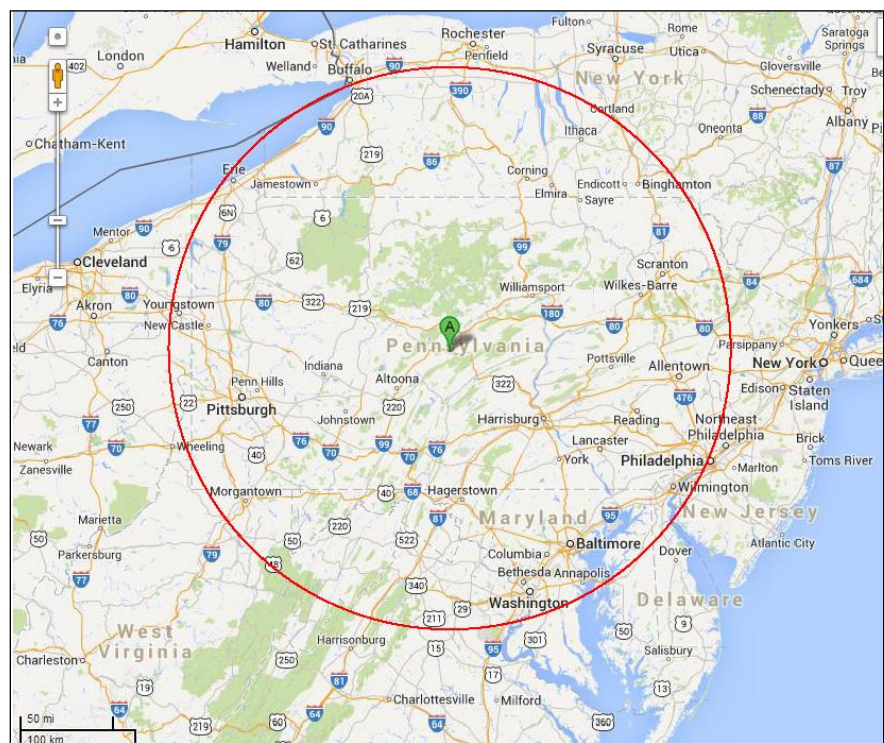 Hamilton
St. Catharines
Rochester
Fulton
Rome
Saratoga
Springs
London
402
Welland
Penfield
Syracuse
Utica
Gloversville
Buffalo
90
New York
Schenectady
Troy
20A
390
Cortland
Albany
90
Ithaca
Oneonta
88
Chatham-Kent
219
87
Erie
86
Corning
Jamestown
Elmira
Endicott
Binghamton
Sayre
6N
6
Mentor
90
6
79
81
99
Cleveland
62
Scranton
84
684
Elyria
80
Williamsport
Wilkes-Barre
Akron
Youngstown
80
322
219
180
76
New Castle
A
80
80
Yonkers
Parsippany
Pennsylvania
Canton
Indiana
Pottsville
New York
Queens
Altoona
Allentown
Penn Hills
322
Edison
Staten
Island
250
22
Pittsburgh
220
476
77
Johnstown
Harrisburg
Reading
Northeast
Philadelphia
Newark
70
Wheeling
76
99
76
Lancaster
Brick
Zanesville
40
70
70
York
Philadelphia
Marlton
Toms River
Morgantown
40
68
Hagerstown
Wilmington
Marietta
81
95
New Jersey
50
50
220
Maryland
Parkersburg
79
522
Baltimore
Atlantic City
77
48
Columbia
Dover
Bethesda
Annapolis
340
Washington
Delaware
211
29
West
Virginia
Harrisonburg
15
95
301
50
9
Charleston
250
Salisbury
19
81
17
13
64
219
60
64
Charlottesville
Milford
64
360
50 mi
100 km